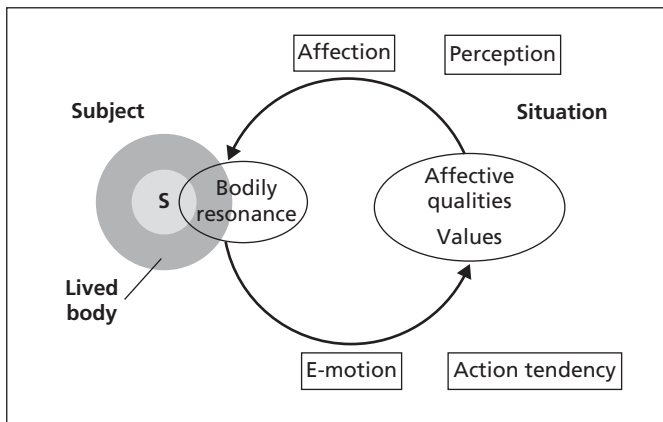 Affection
Perception
Subject
Situation
S
Bodily
resonance
Affective
qualities
Values
Lived
body
E-motion
Action tendency